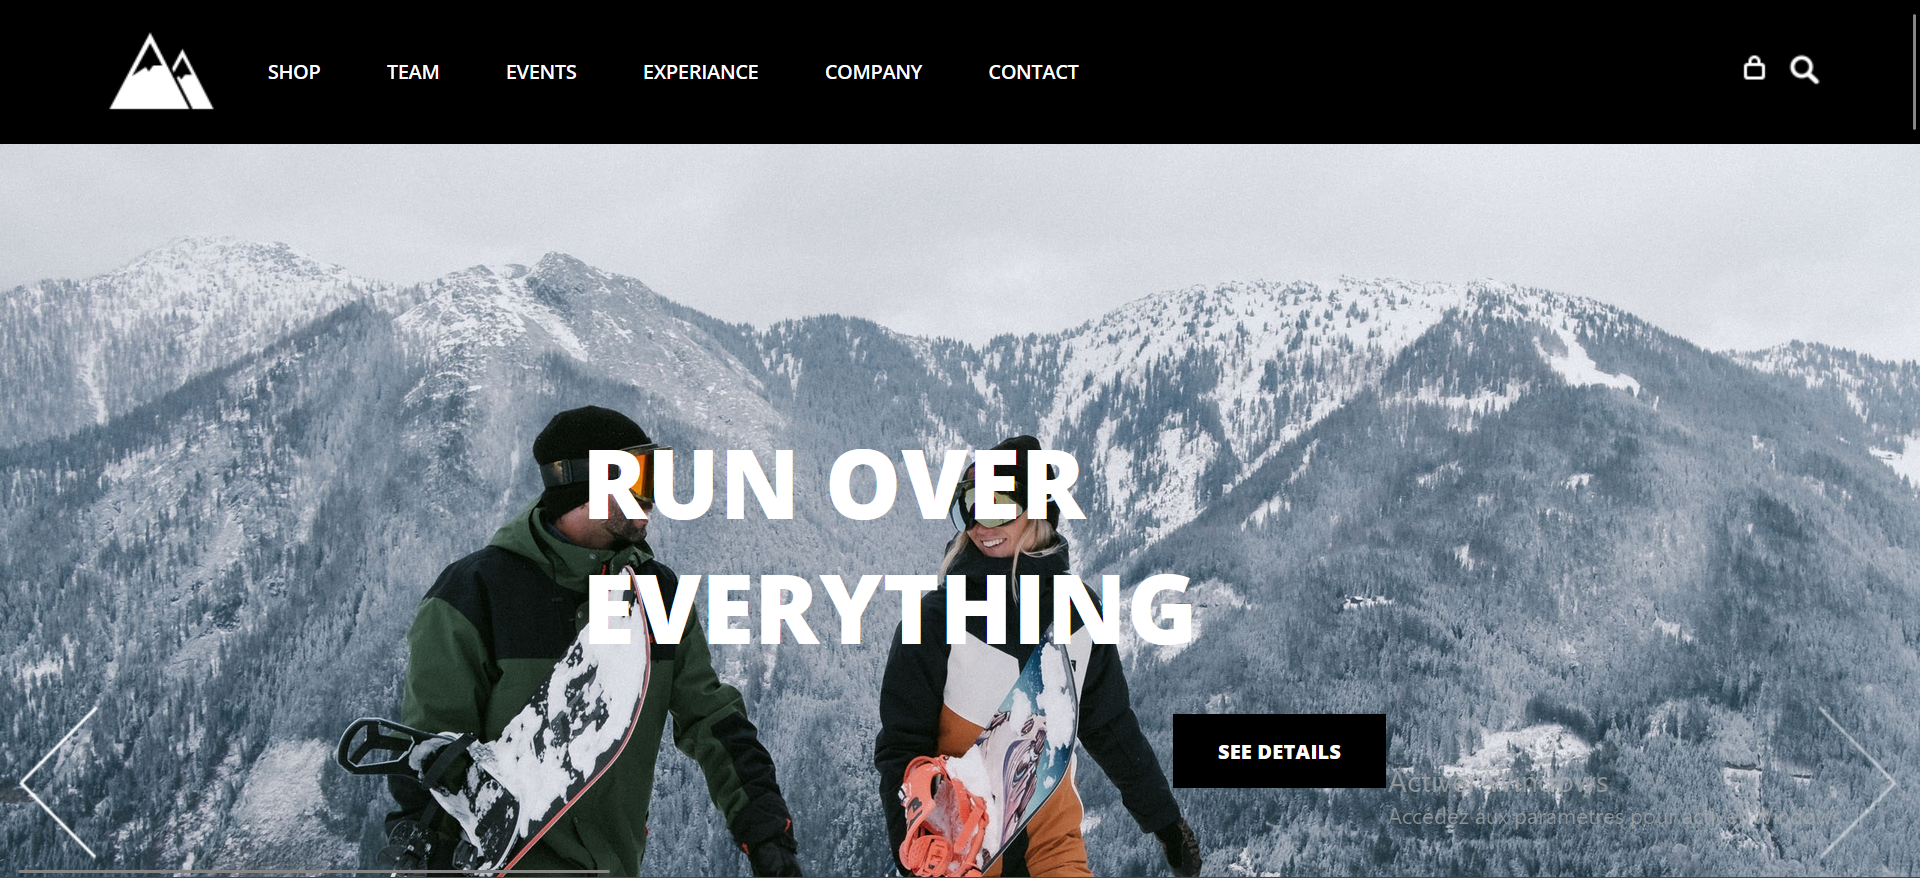 SHOP TEAM EVENTS EXPERIANCE COMPANY CONTACT
RUN OVER
EVERYTHING
SEE DETAILS
Activer Windows
Accédez aux paramètres pour activer Windows.